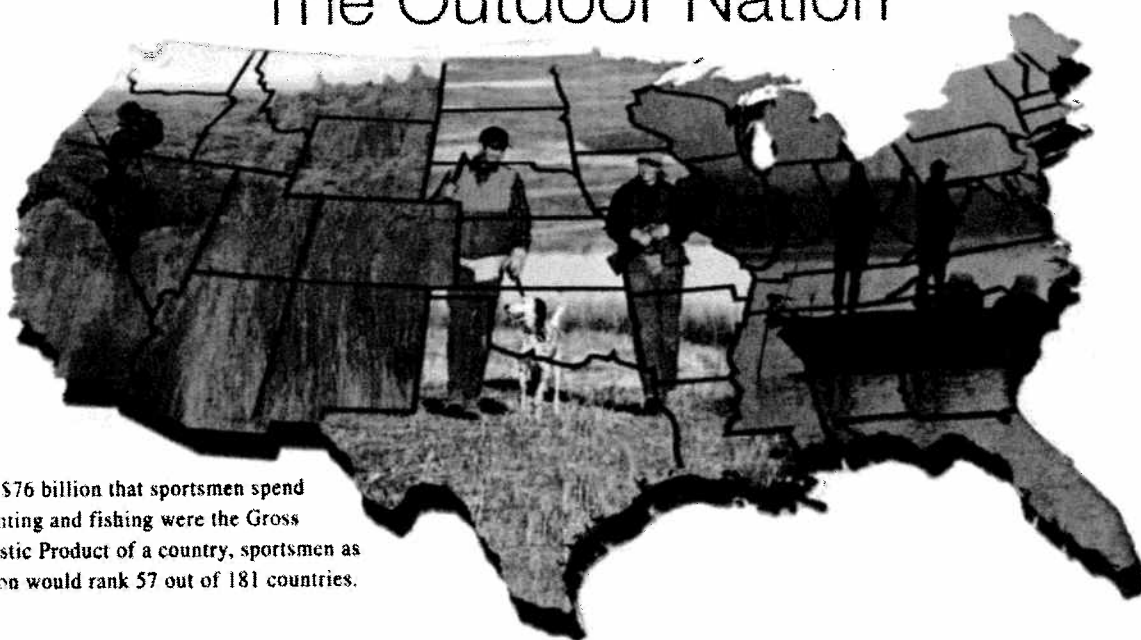 The Outdoor Nation
$76 billion that sportsmen spend
nting and fishing were the Gross
stic Product of a country, sportsmen as
on would rank 57 out of 181 countries.